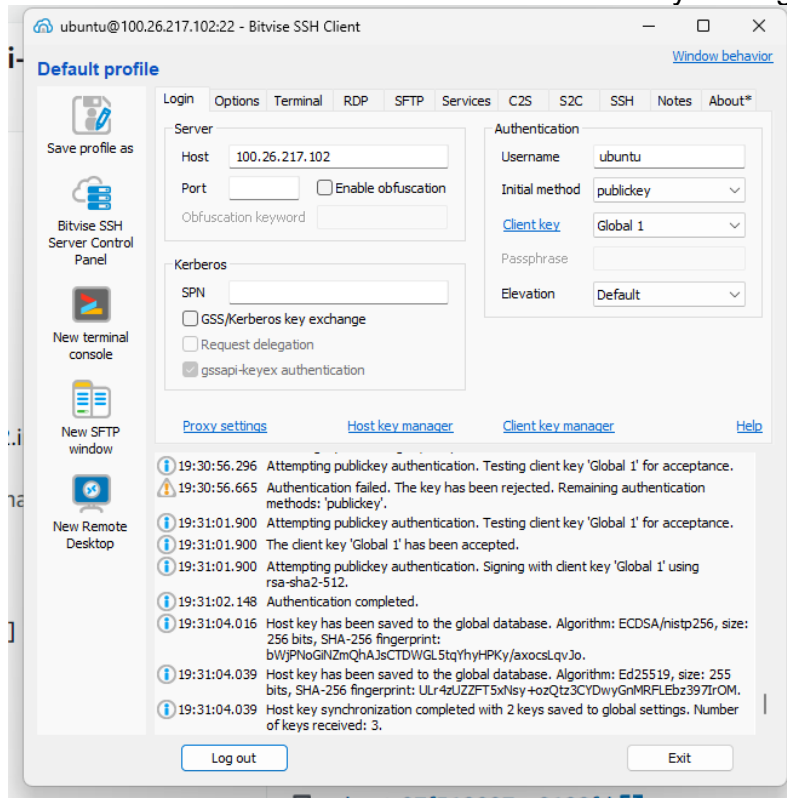 ubuntu@100.26.217.102:22 - Bitvise SSH Client
Default profile
Window behavior
Save profile as
Bitvise SSH
Server Control
Panel
New terminal
console
New SFTP
window
New Remote
Desktop
Login Options Terminal RDP SFTP Services C2S S2C SSH Notes About*
Server
Host 100.26.217.102
Port Enable obfuscation
Obfuscation keyword
Kerberos
SPN
GSS/Kerberos key exchange
Request delegation
gssapi-keyex authentication
Authentication
Username ubuntu
Initial method publickey
Client key Global 1
Passphrase
Elevation Default
Proxy settings Host key manager Client key manager Help
19:30:56.296 Attempting publickey authentication. Testing client key 'Global 1' for acceptance.
19:30:56.665 Authentication failed. The key has been rejected. Remaining authentication
methods: 'publickey'.
19:31:01.900 Attempting publickey authentication. Testing client key 'Global 1' for acceptance.
19:31:01.900 The client key 'Global 1' has been accepted.
19:31:01.900 Attempting publickey authentication. Signing with client key 'Global 1' using
rsa-sha2-512.
19:31:02.148 Authentication completed.
19:31:04.016 Host key has been saved to the global database. Algorithm: ECDSA/nistp256, size:
256 bits, SHA-256 fingerprint:
bWjPNoGiNZmQhAJsCTDWGL5tqYhyHPKy/axocsLqvJo.
19:31:04.039 Host key has been saved to the global database. Algorithm: Ed25519, size: 255
bits, SHA-256 fingerprint: ULr4zUZZFT5xNsy+ozQtz3CYDwyGnMRFLEbz397IrOM.
19:31:04.039 Host key synchronization completed with 2 keys saved to global settings. Number
of keys received: 3.
Log out Exit